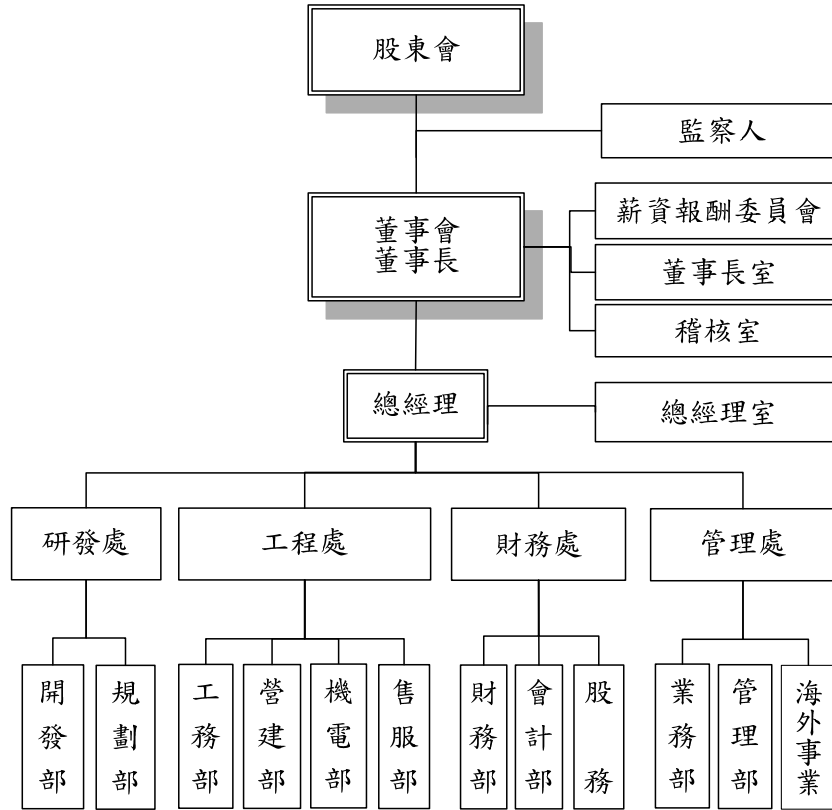 股東會
監察人
董事會
董事長
薪資報酬委員會
董事長室
稽核室
總經理
總經理室
研發處
工程處
財務處
管理處
開發部
規劃部
工務部
營建部
機電部
售服部
財務部
會計部
股務
業務部
管理部
海外事業